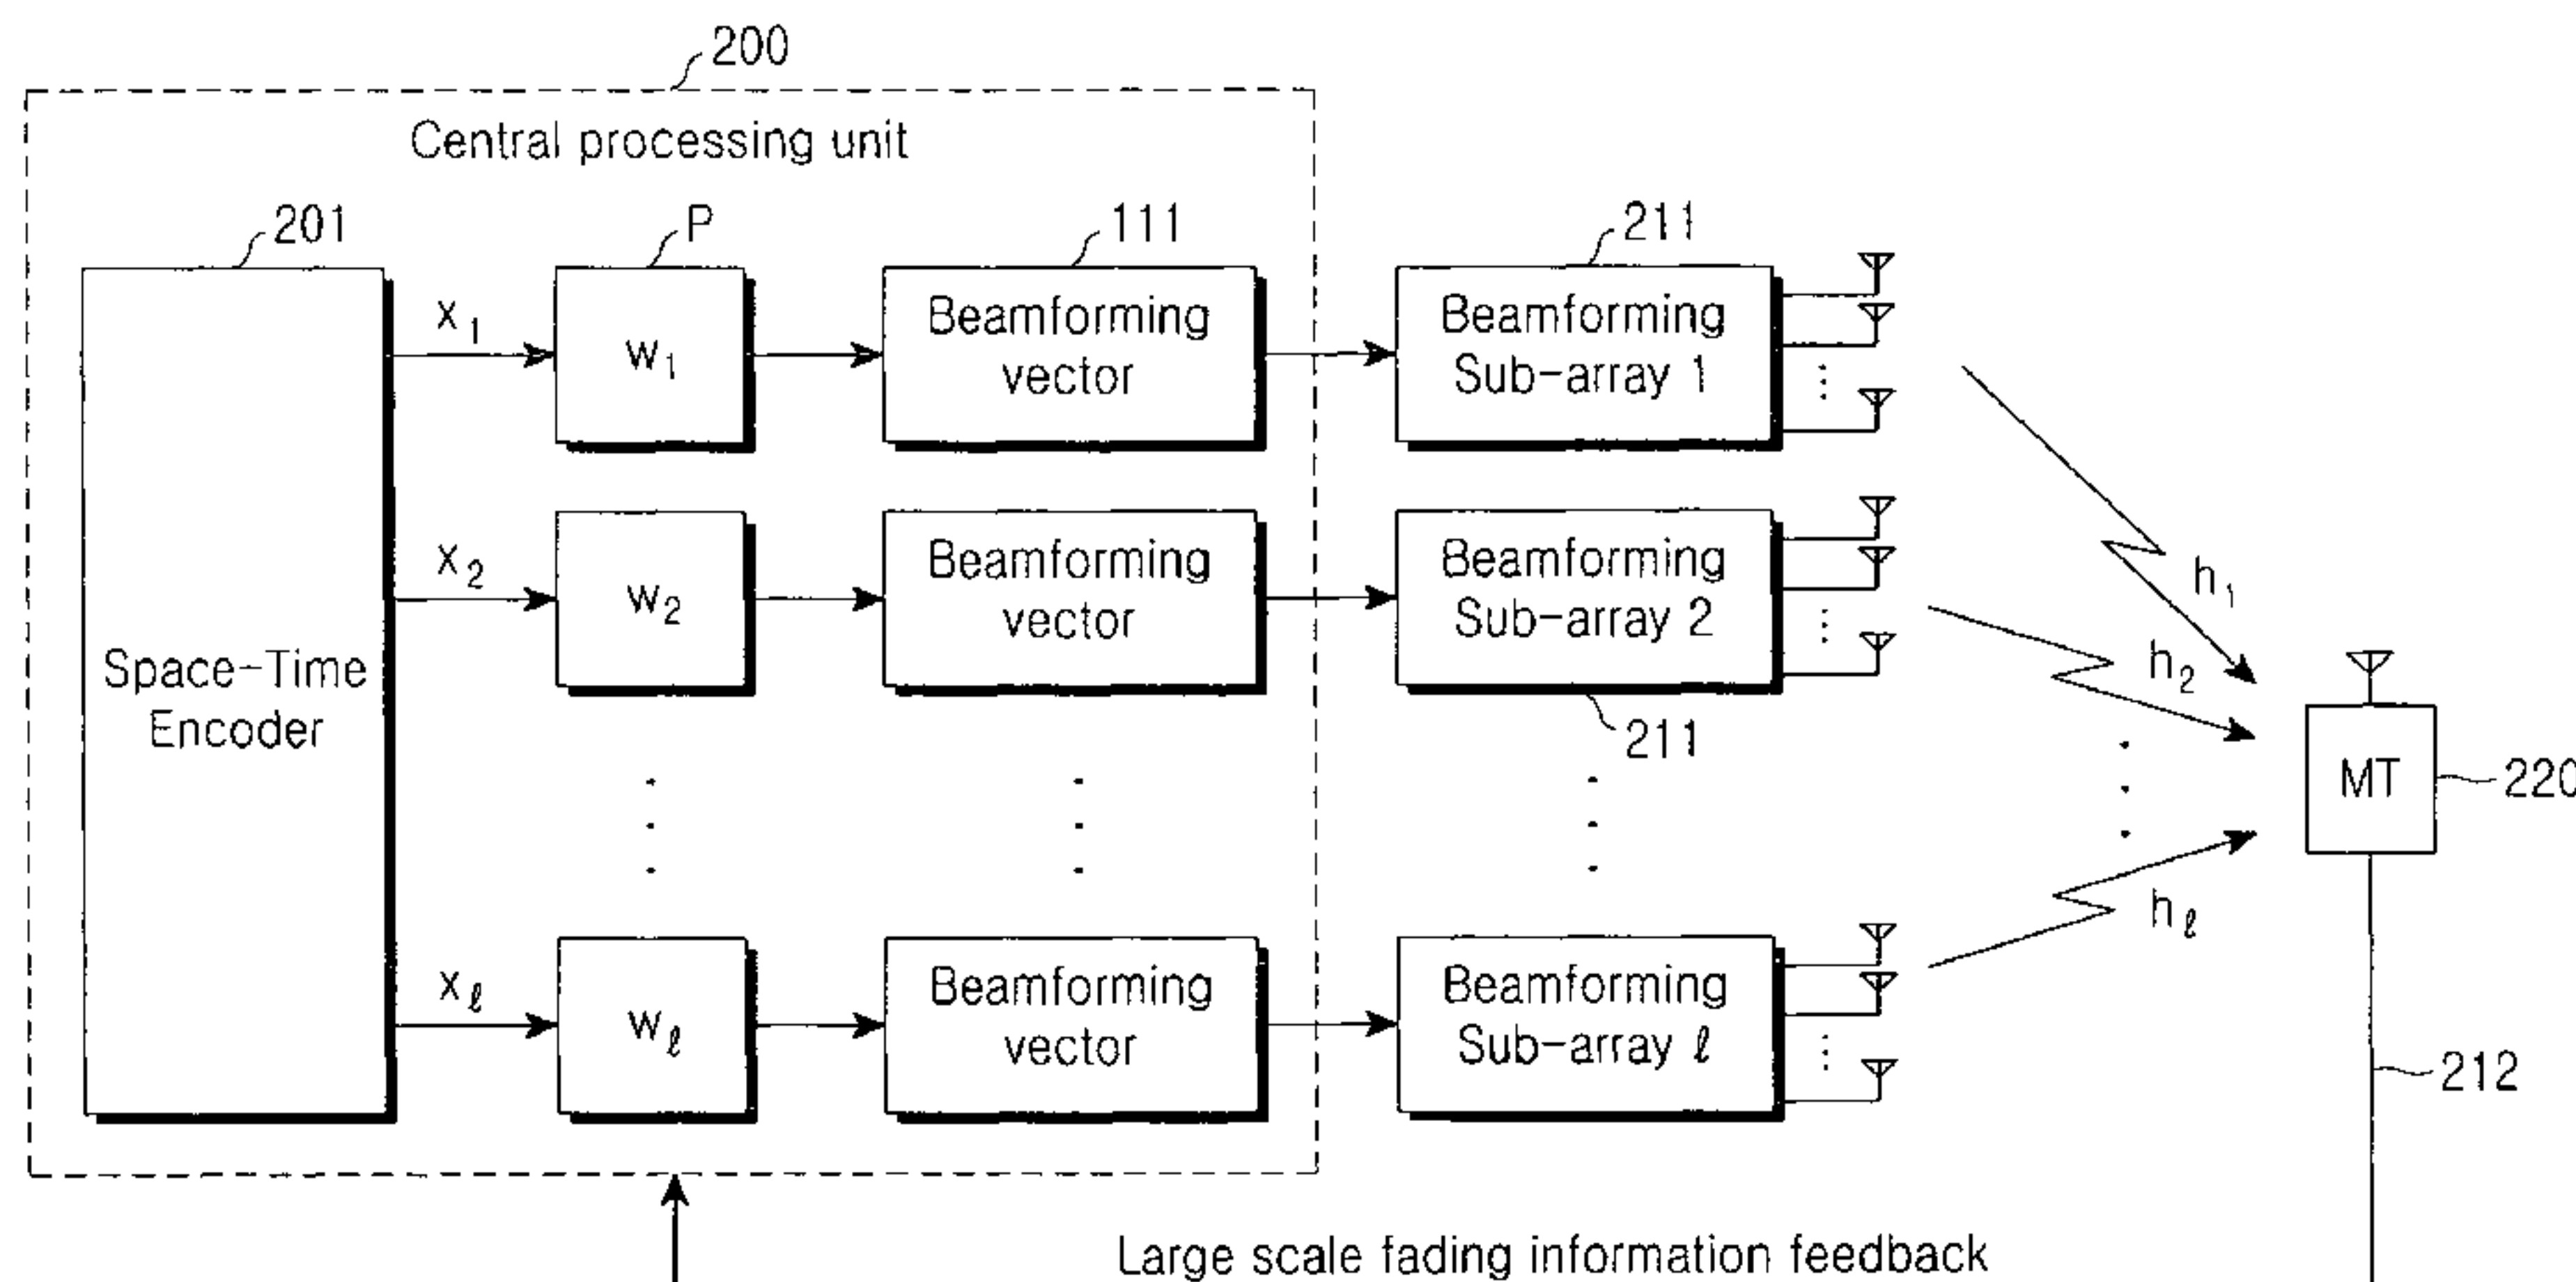 200
Central processing unit
201
P
111
211
x₁
w₁
Beamforming
vector
Beamforming
Sub-array 1
x₂
w₂
Beamforming
vector
Beamforming
Sub-array 2
h₁
h₂
Space-Time
Encoder
211
MT
220
xℓ
wℓ
Beamforming
vector
Beamforming
Sub-array ℓ
hℓ
212
Large scale fading information feedback